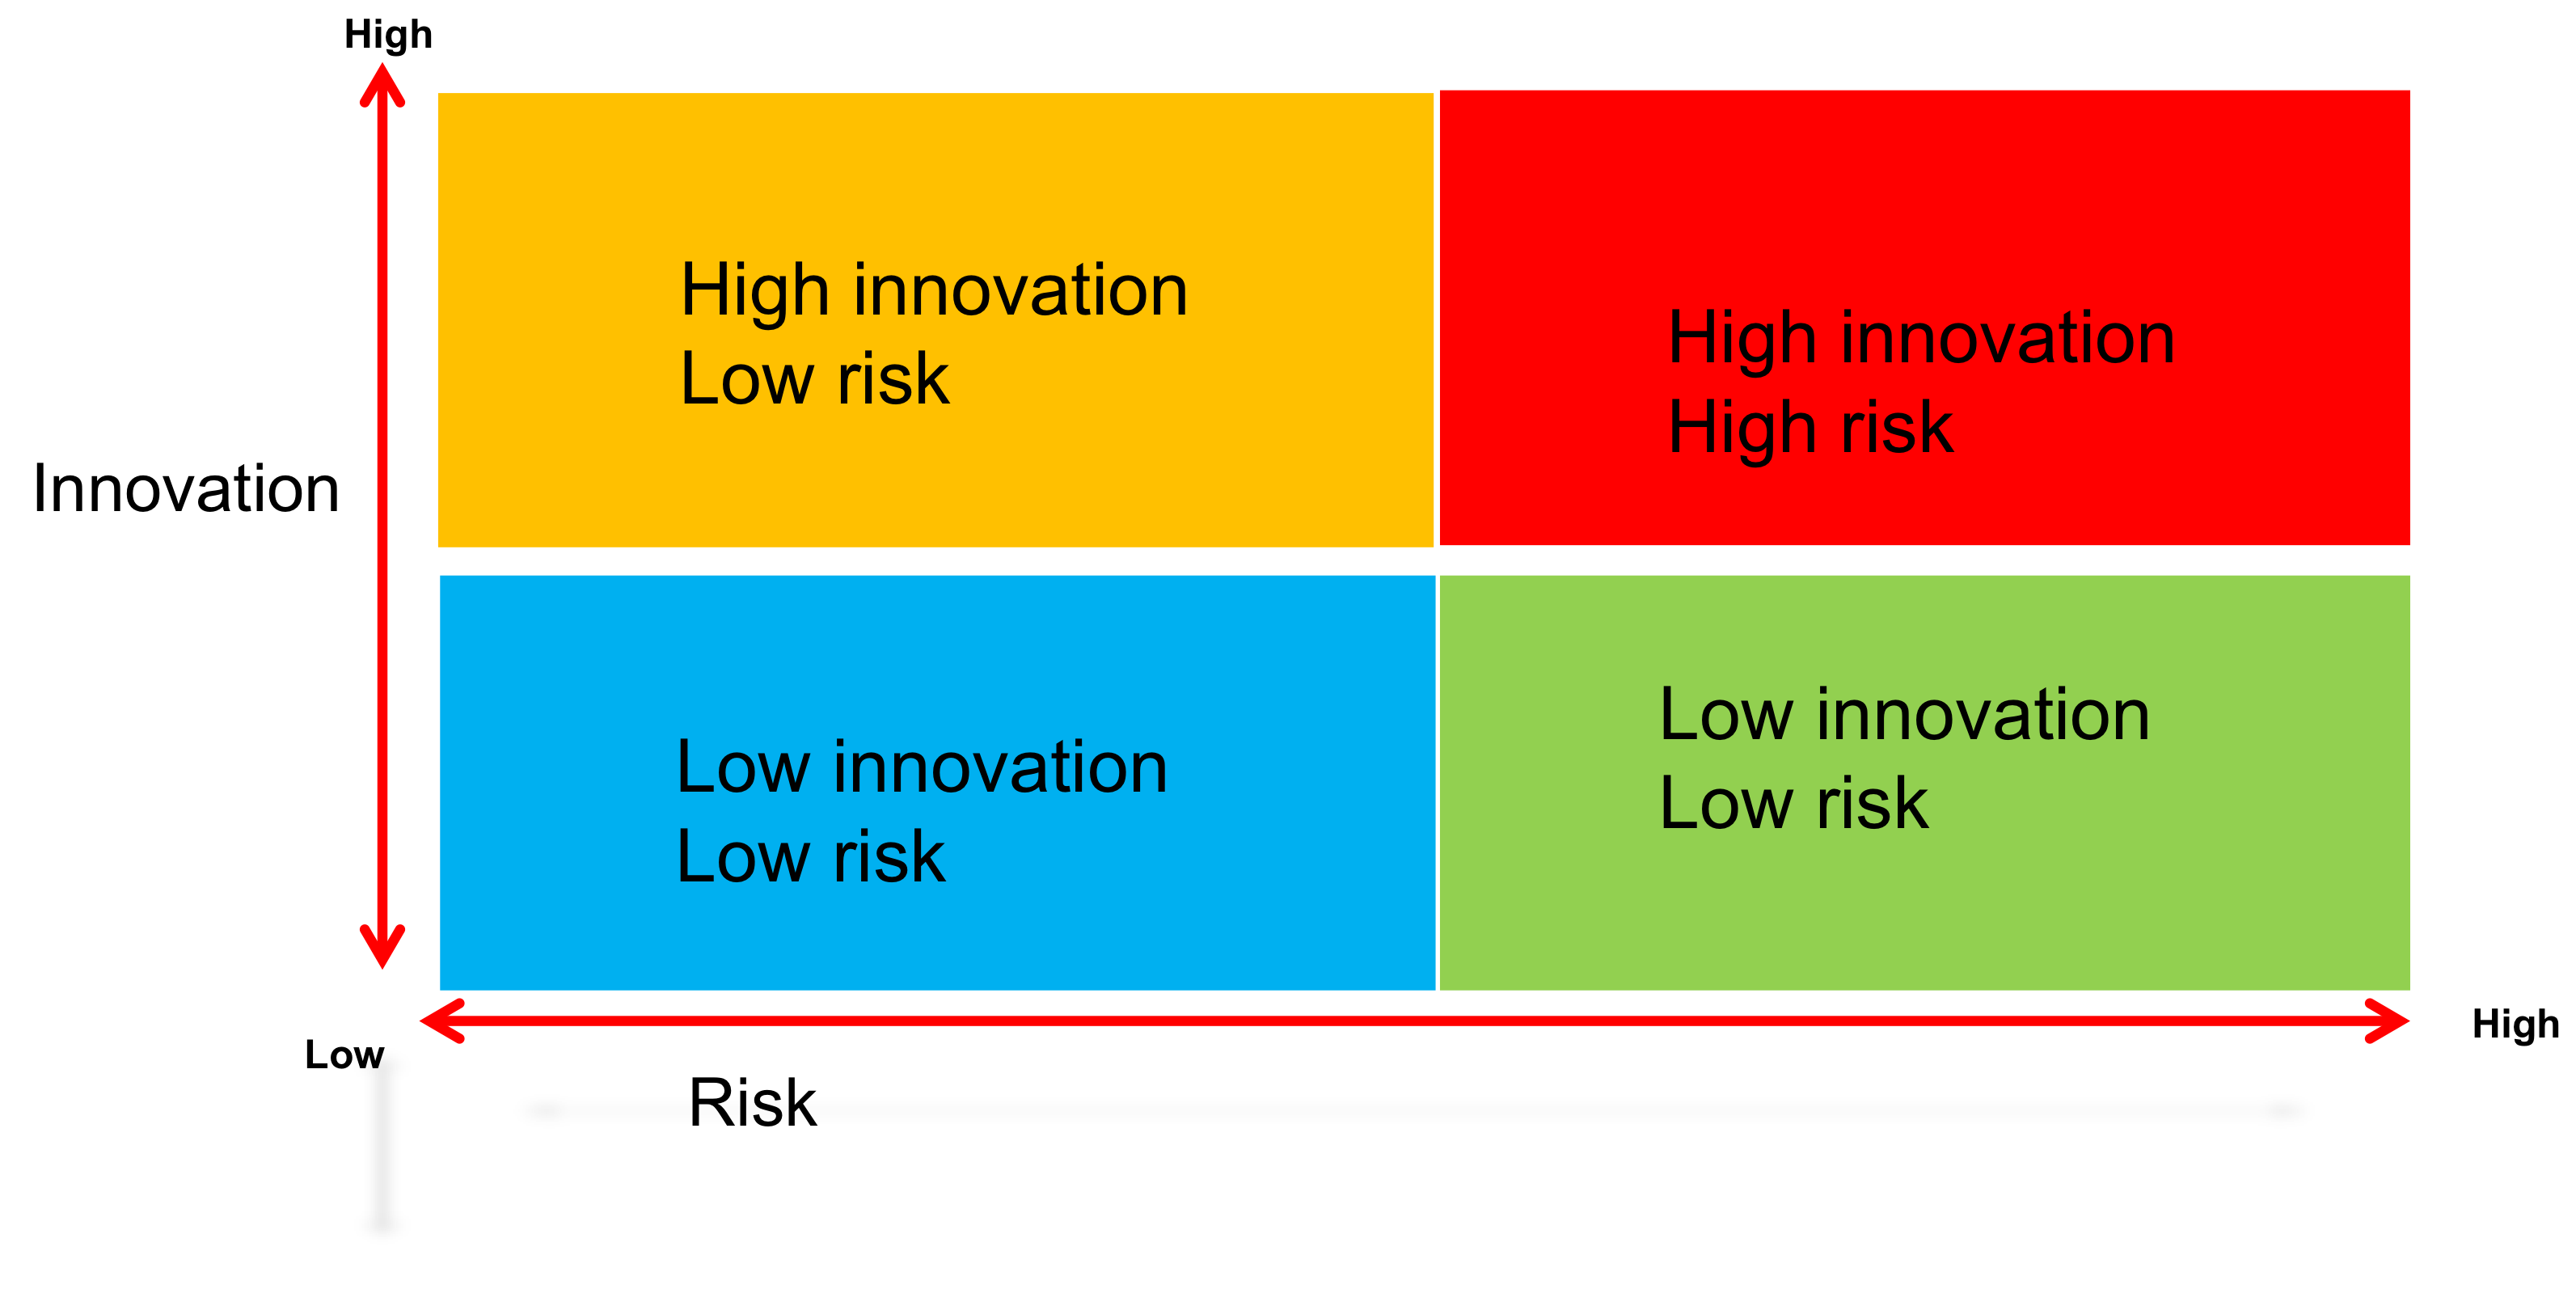 High
High innovation
Low risk
High innovation
High risk
Innovation
Low innovation
Low risk
Low innovation
Low risk
Low
High
Risk